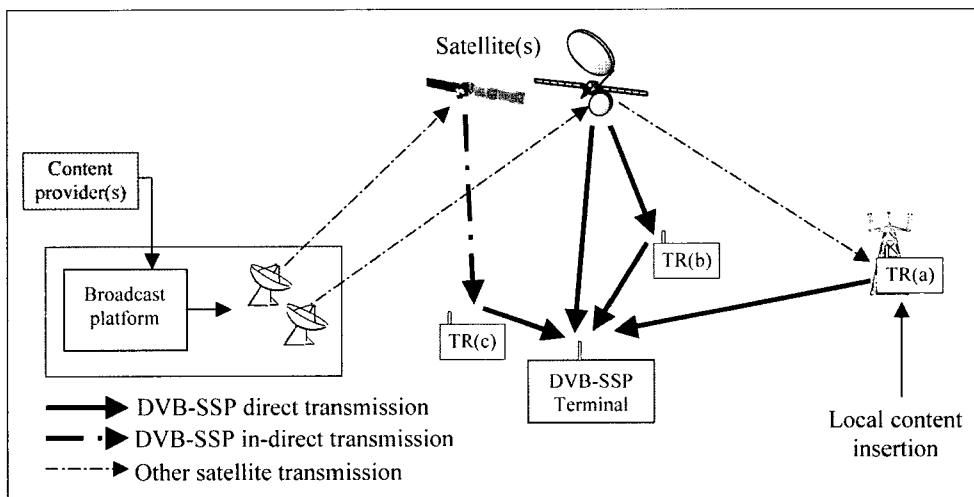 Satellite(s)
Content
provider(s)
Broadcast
platform
TR(b)
TR(a)
TR(c)
DVB-SSP
Terminal
Local content
insertion
DVB-SSP direct transmission
DVB-SSP in-direct transmission
Other satellite transmission